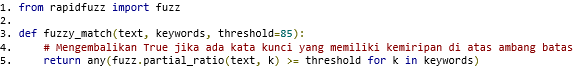 1. from rapidfuzz import fuzz
2.
3. def fuzzy_match(text, keywords, threshold=85):
4.     # Mengembalikan True jika ada kata kunci yang memiliki kemiripan di atas ambang batas
5.     return any(fuzz.partial_ratio(text, k) >= threshold for k in keywords)